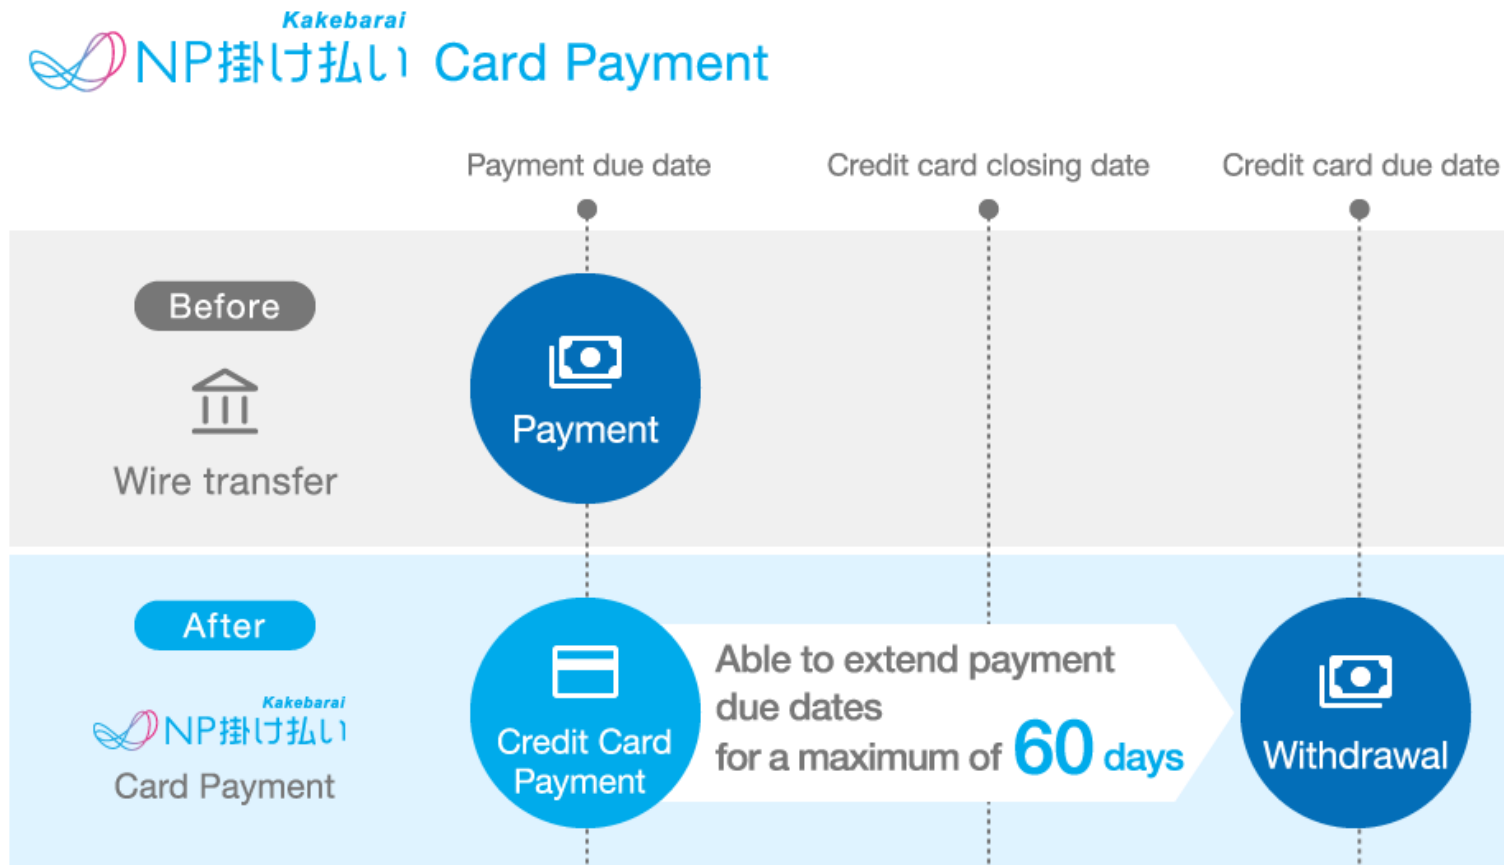 Kakebarai
NP掛け払い Card Payment
Payment due date
Credit card closing date
Credit card due date
Before
Wire transfer
Payment
After
Kakebarai
NP掛け払い
Card Payment
Credit Card
Payment
Able to extend payment
due dates
for a maximum of 60 days
Withdrawal